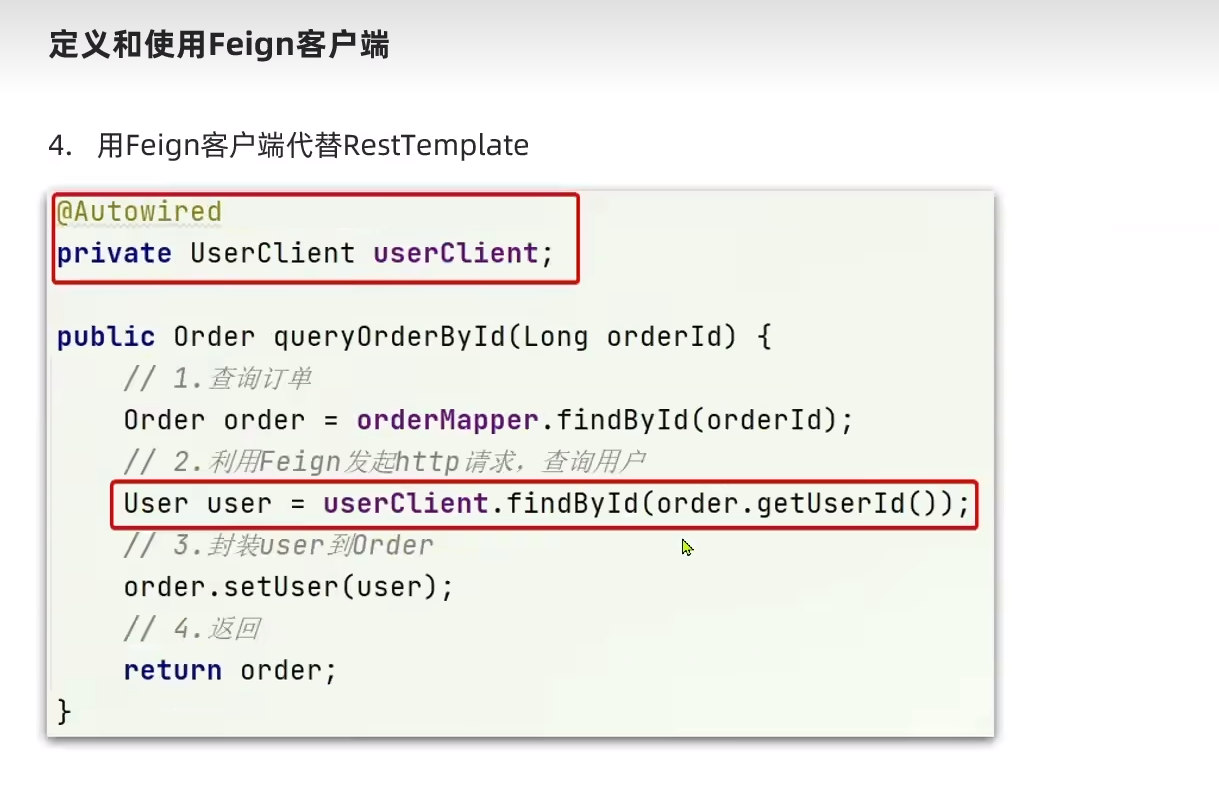 定义和使用Feign客户端
4. 用Feign客户端代替RestTemplate
@Autowired
private UserClient userClient;
public Order queryOrderById(Long orderId) {
// 1.查询订单
Order order = orderMapper.findById(orderId);
// 2.利用Feign发起http请求，查询用户
User user = userClient.findById(order.getUserId());
// 3.封装user到Order
order.setUser(user);
// 4.返回
return order;
}